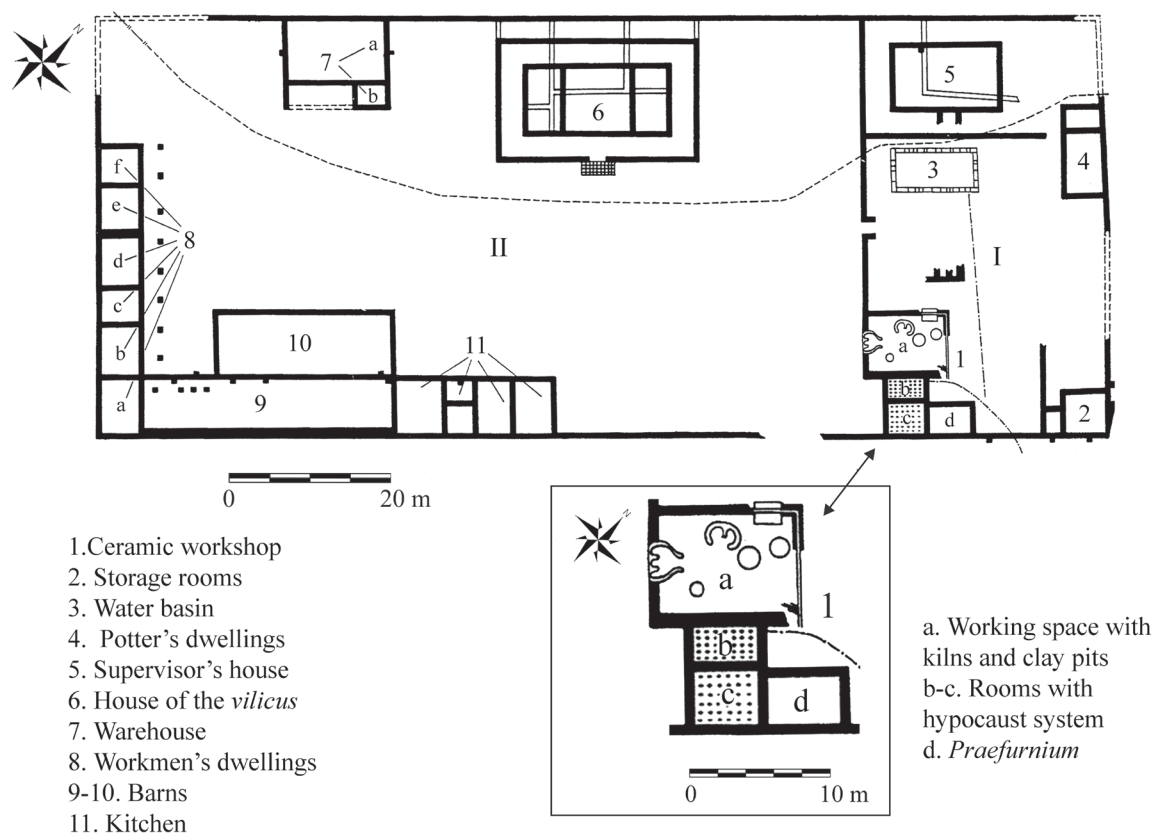 N
7
a
b
6
5
3
4
f
e
d
c
b
a
8
II
I
10
9
11
a
1
b
c
d
2
0 20 m
1.Ceramic workshop
2. Storage rooms
3. Water basin
4. Potter's dwellings
5. Supervisor's house
6. House of the vilicus
7. Warehouse
8. Workmen's dwellings
9-10. Barns
11. Kitchen
N
a
1
b
c
d
0 10 m
a. Working space with
kilns and clay pits
b-c. Rooms with
hypocaust system
d. Praefurnium